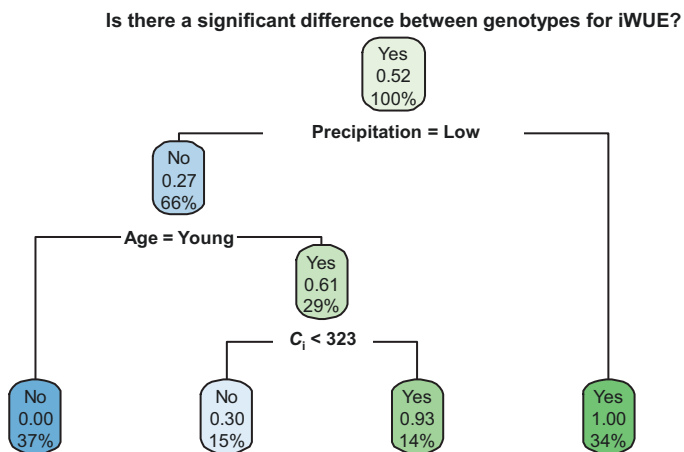 Is there a significant difference between genotypes for iWUE?
Yes
0.52
100%
Precipitation = Low
No
0.27
66%
Age = Young
Yes
0.61
29%
Ci < 323
No
0.00
37%
No
0.30
15%
Yes
0.93
14%
Yes
1.00
34%